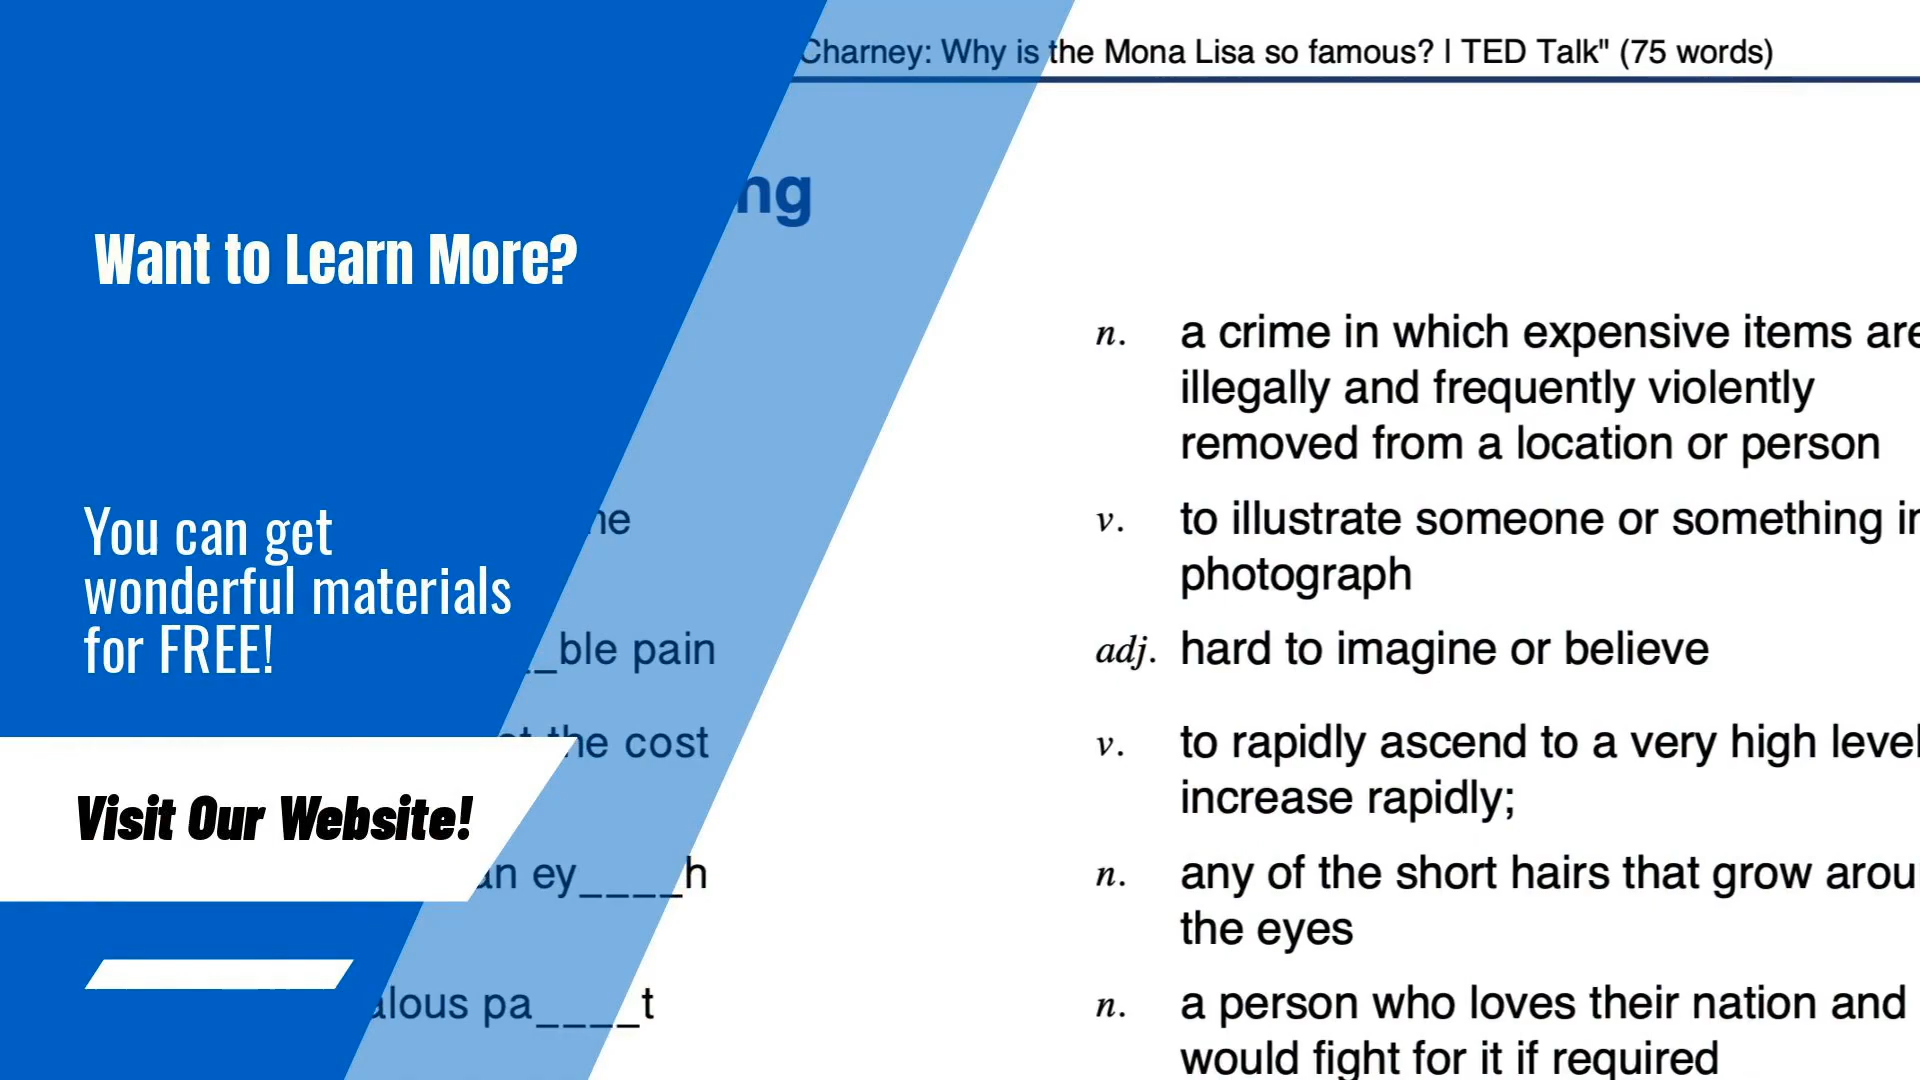 Charney: Why is the Mona Lisa so famous? | TED Talk" (75 words)
Want to Learn More?
You can get
wonderful materials
for FREE!
Visit Our Website!
ble pain
the cost
an ey____h
alous pa____t
n. a crime in which expensive items are
illegally and frequently violently
removed from a location or person
v. to illustrate someone or something in
photograph
adj. hard to imagine or believe
v. to rapidly ascend to a very high level
increase rapidly;
n. any of the short hairs that grow arou
the eyes
n. a person who loves their nation and
would fight for it if required